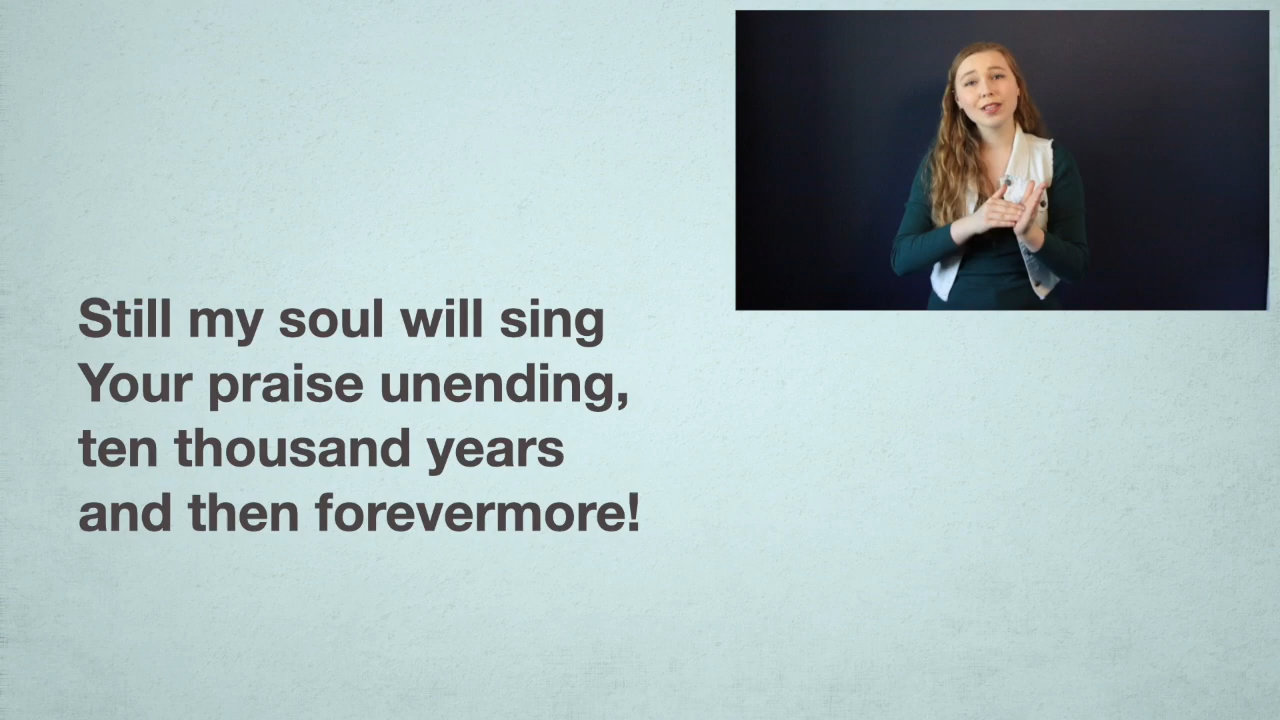 Still my soul will sing
Your praise unending,
ten thousand years
and then forevermore!